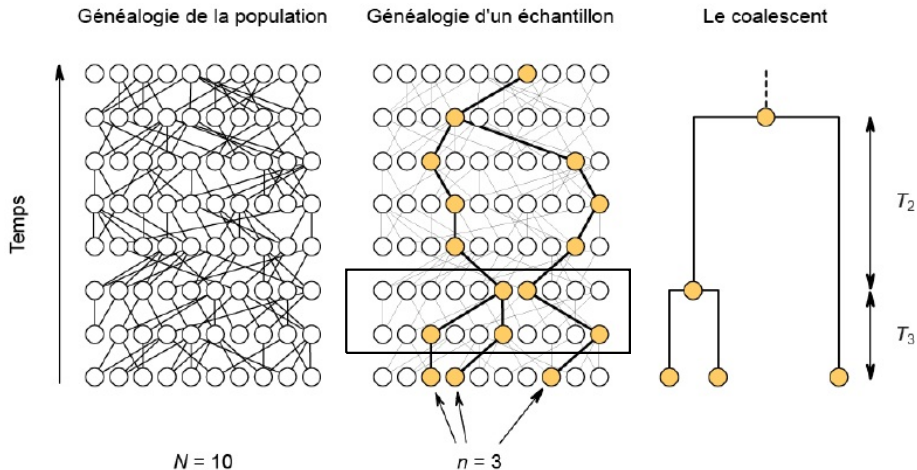 Généalogie de la population
Généalogie d'un échantillon
Le coalescent
Temps
T2
T3
N = 10
n = 3